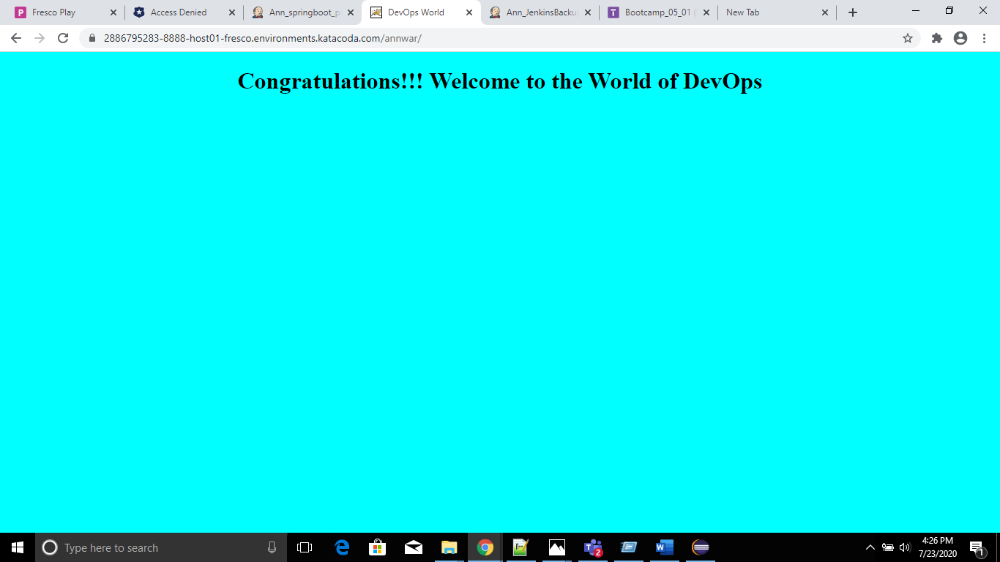 Fresco Play
Access Denied
Ann_springboot_p
DevOps World
Ann_JenkinsBacku
Bootcamp_05_01 (
New Tab
2886795283-8888-host01-fresco.environments.katacoda.com/annwar/
Congratulations!!! Welcome to the World of DevOps
Type here to search
2
4:26 PM
7/23/2020
1